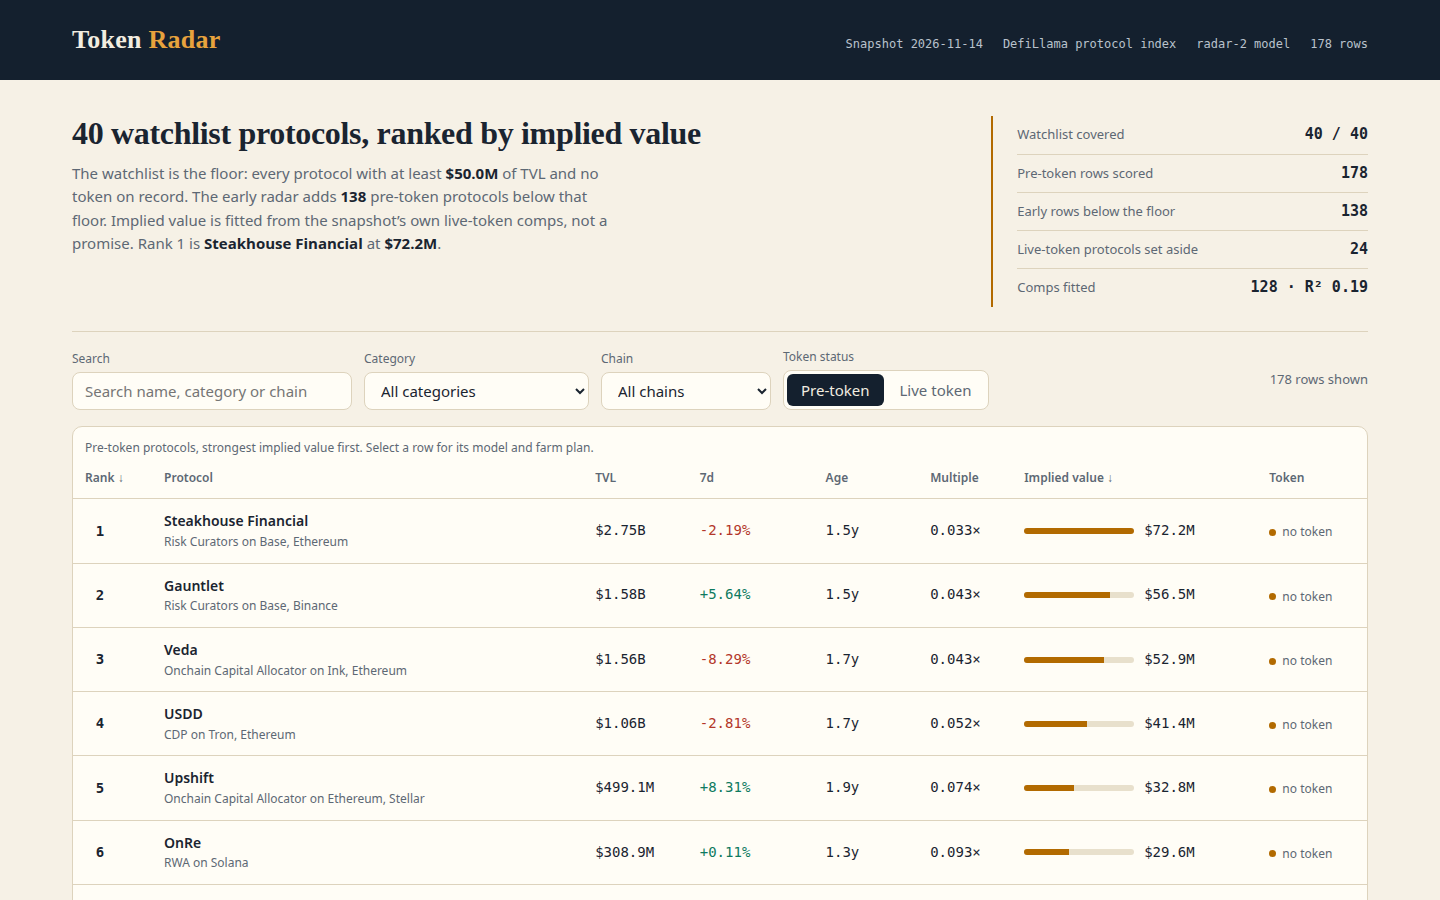 Token Radar
Snapshot 2026-11-14 DefiLlama protocol index radar-2 model 178 rows
40 watchlist protocols, ranked by implied value
The watchlist is the floor: every protocol with at least $50.0M of TVL and no
token on record. The early radar adds 138 pre-token protocols below that
floor. Implied value is fitted from the snapshot's own live-token comps, not a
promise. Rank 1 is Steakhouse Financial at $72.2M.
Watchlist covered 40 / 40
Pre-token rows scored 178
Early rows below the floor 138
Live-token protocols set aside 24
Comps fitted 128 · R² 0.19
Search
Search name, category or chain
Category
All categories
Chain
All chains
Token status
Pre-token Live token
178 rows shown
Pre-token protocols, strongest implied value first. Select a row for its model and farm plan.
Rank ↓ Protocol TVL 7d Age Multiple Implied value ↓ Token
1 Steakhouse Financial $2.75B -2.19% 1.5y 0.033× $72.2M no token
Risk Curators on Base, Ethereum
2 Gauntlet $1.58B +5.64% 1.5y 0.043× $56.5M no token
Risk Curators on Base, Binance
3 Veda $1.56B -8.29% 1.7y 0.043× $52.9M no token
Onchain Capital Allocator on Ink, Ethereum
4 USDD $1.06B -2.81% 1.7y 0.052× $41.4M no token
CDP on Tron, Ethereum
5 Upshift $499.1M +8.31% 1.9y 0.074× $32.8M no token
Onchain Capital Allocator on Ethereum, Stellar
6 OnRe $308.9M +0.11% 1.3y 0.093× $29.6M no token
RWA on Solana